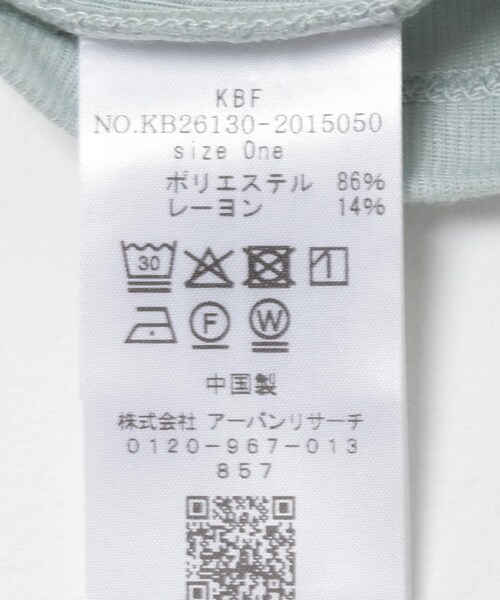 KBF
NO.KB26130-2015050
size One
ポリエステル 86%
レーヨン 14%
30
F W
中国製
株式会社 アーバンリサーチ
0120-967-013
857